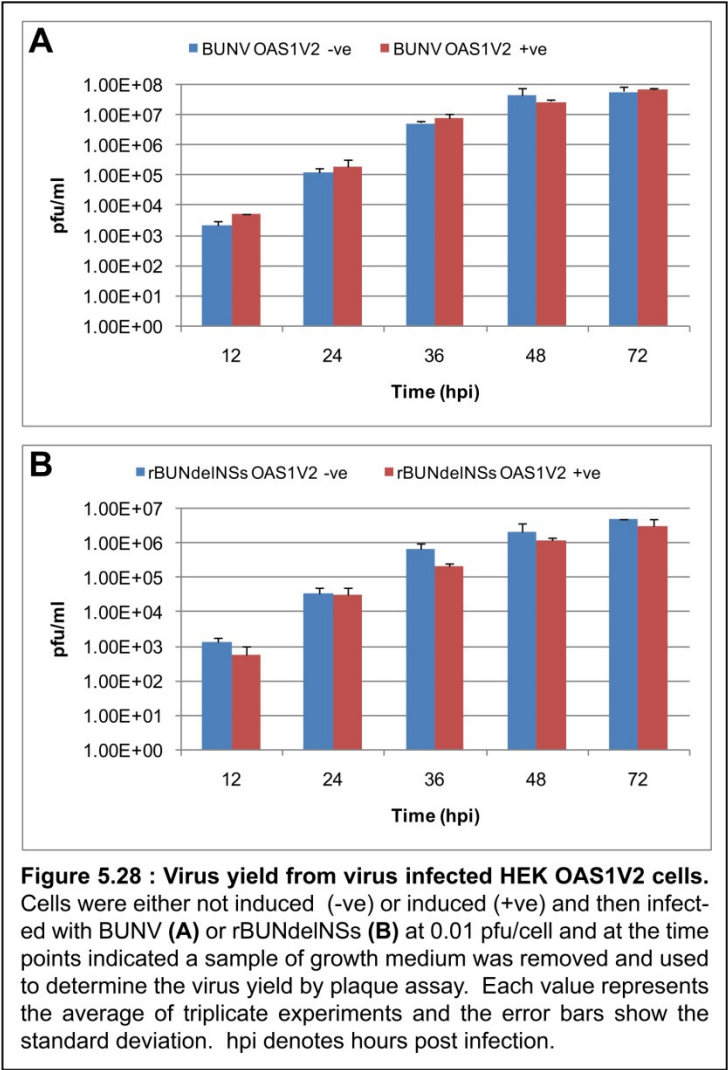 A
BUNV OAS1V2 -ve BUNV OAS1V2 +ve
1.00E+08
1.00E+07
1.00E+06
1.00E+05
1.00E+04
1.00E+03
1.00E+02
1.00E+01
1.00E+00
pfu/ml
12 24 36 48 72
Time (hpi)
B
rBUNdelNSs OAS1V2 -ve rBUNdelNSs OAS1V2 +ve
1.00E+07
1.00E+06
1.00E+05
1.00E+04
1.00E+03
1.00E+02
1.00E+01
1.00E+00
pfu/ml
12 24 36 48 72
Time (hpi)
Figure 5.28 : Virus yield from virus infected HEK OAS1V2 cells.
Cells were either not induced (-ve) or induced (+ve) and then infect-
ed with BUNV (A) or rBUNdelNSs (B) at 0.01 pfu/cell and at the time
points indicated a sample of growth medium was removed and used
to determine the virus yield by plaque assay. Each value represents
the average of triplicate experiments and the error bars show the
standard deviation. hpi denotes hours post infection.